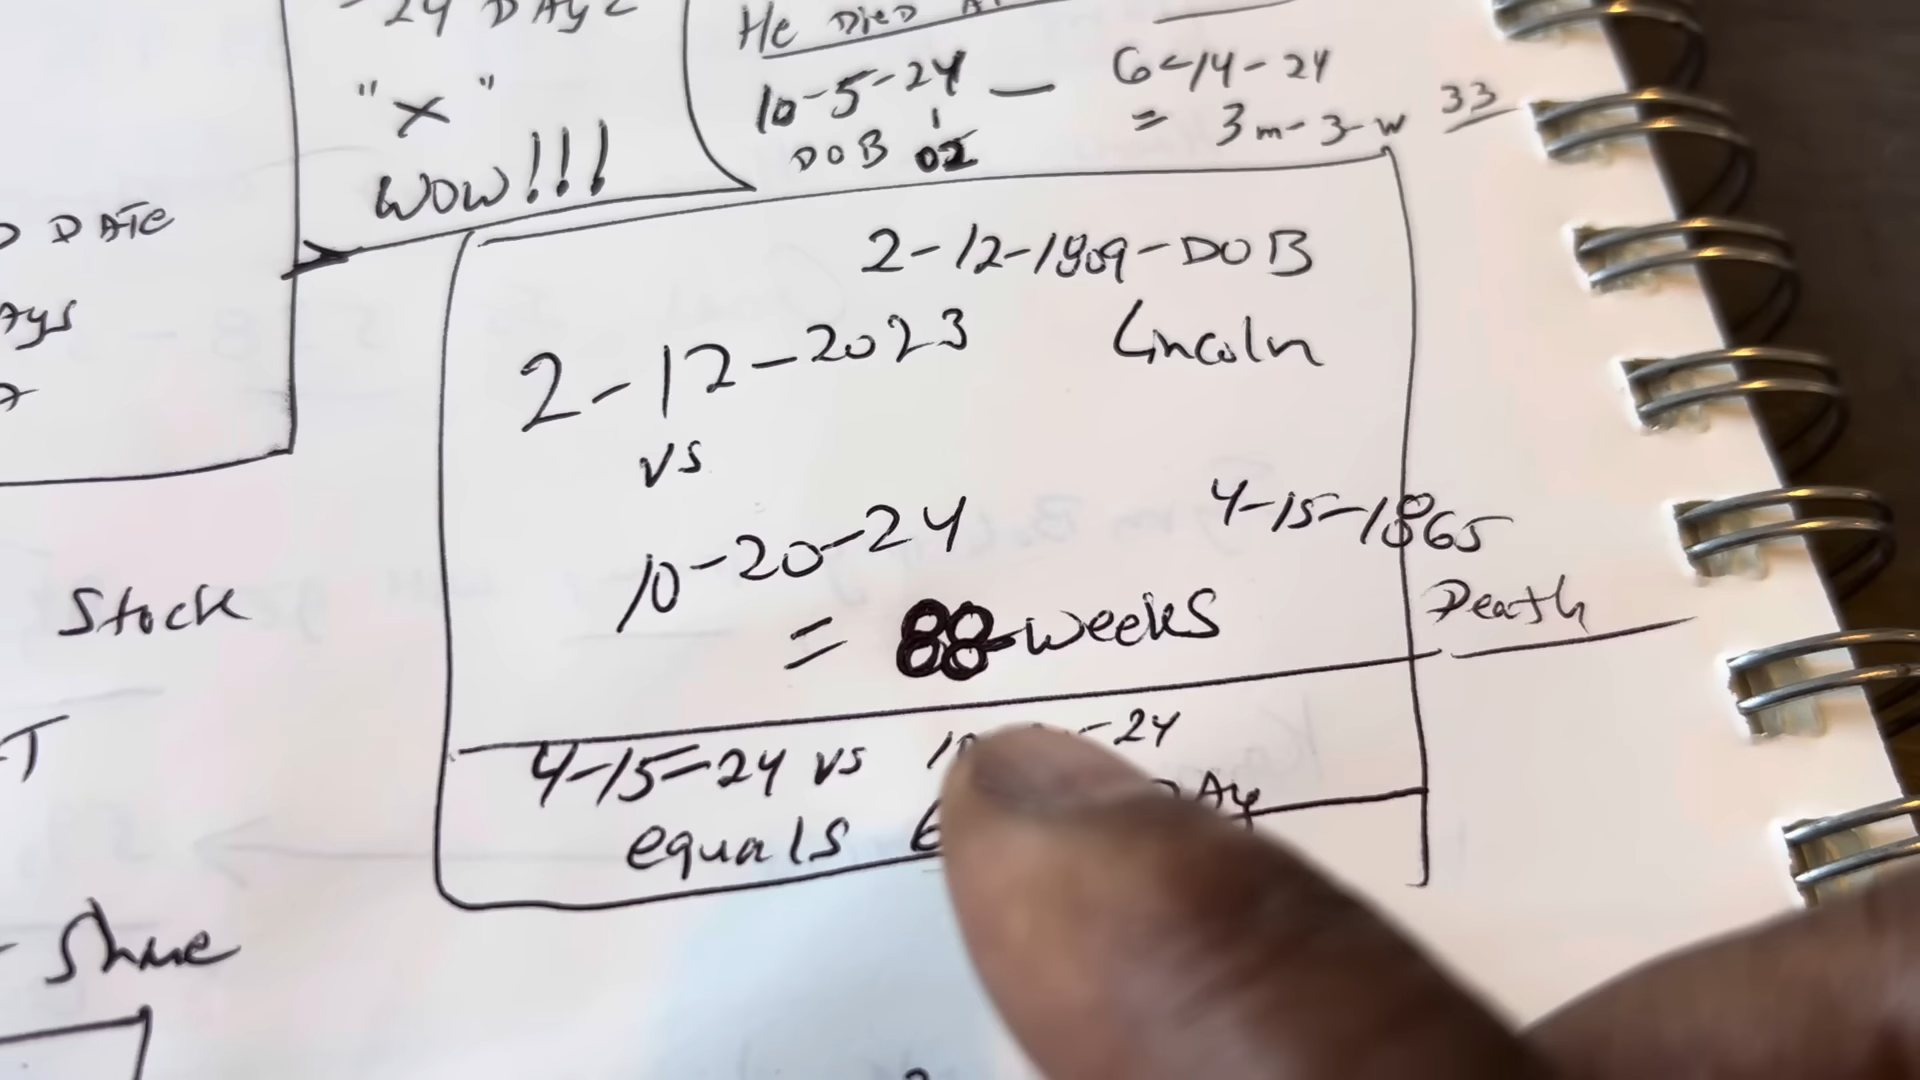 -24 DAYS
"X"
WOW!!!
He DieD
10-5-24 — 6-14-24
= 3m-3-w 33
DOB 02
DATE
2-12-1809-DOB
Lincoln
2-12-2023
vs
10-20-24
= 88-weeks
4-15-1865
Death
4-15-24 vs -24
equals DAY
Stock
T
Shue